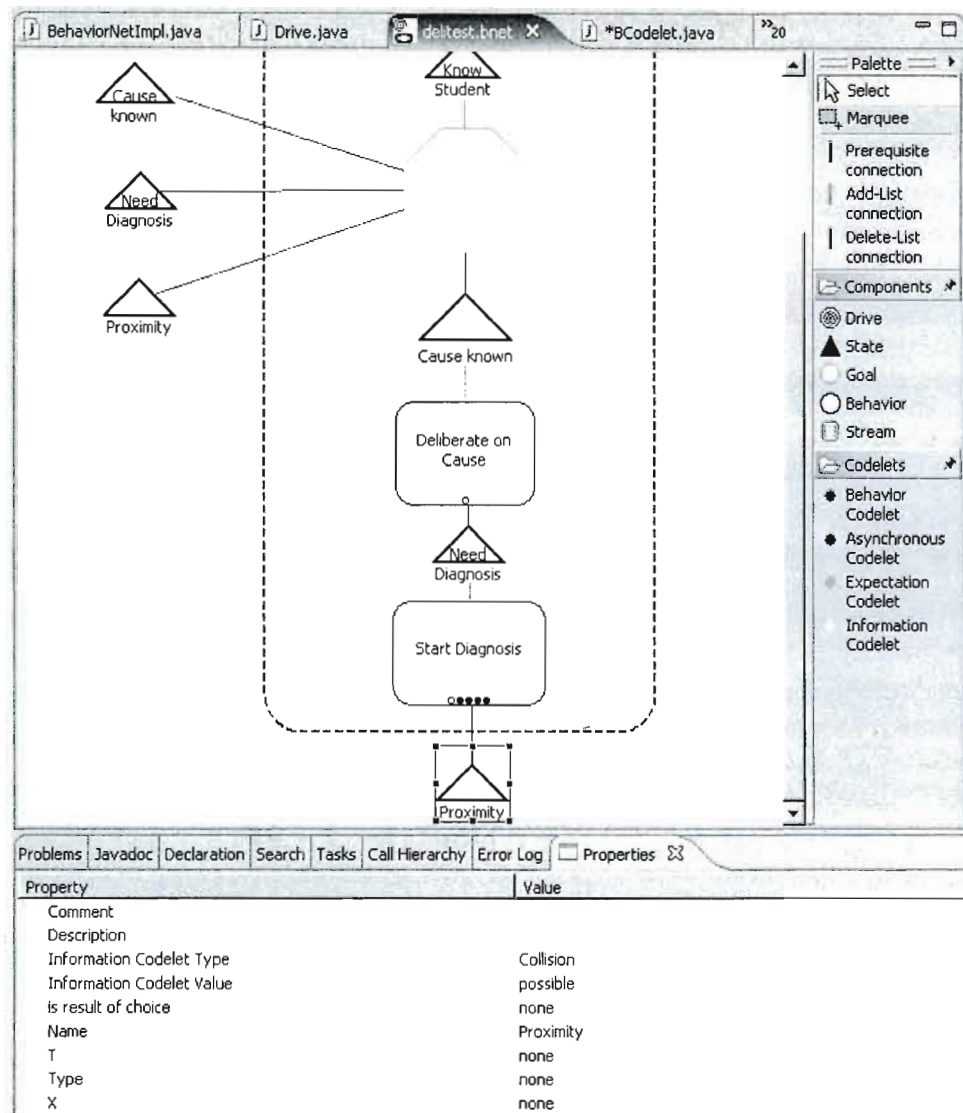 BehaviorNetImpl.java
Drive.java
delitest.bnet
*BCodelet.java
»20
Palette
Select
Marquee
Prerequisite
connection
Add-List
connection
Delete-List
connection
Components
Drive
State
Goal
Behavior
Stream
Codelets
Behavior
Codelet
Asynchronous
Codelet
Expectation
Codelet
Information
Codelet
Know
Student
Cause
known
Need
Diagnosis
Proximity
Cause known
Deliberate on
Cause
Need
Diagnosis
Start Diagnosis
Proximity
Problems Javadoc Declaration Search Tasks Call Hierarchy Error Log Properties
Property Value
Comment
Description
Information Codelet Type Collision
Information Codelet Value possible
is result of choice none
Name Proximity
T none
Type none
X none